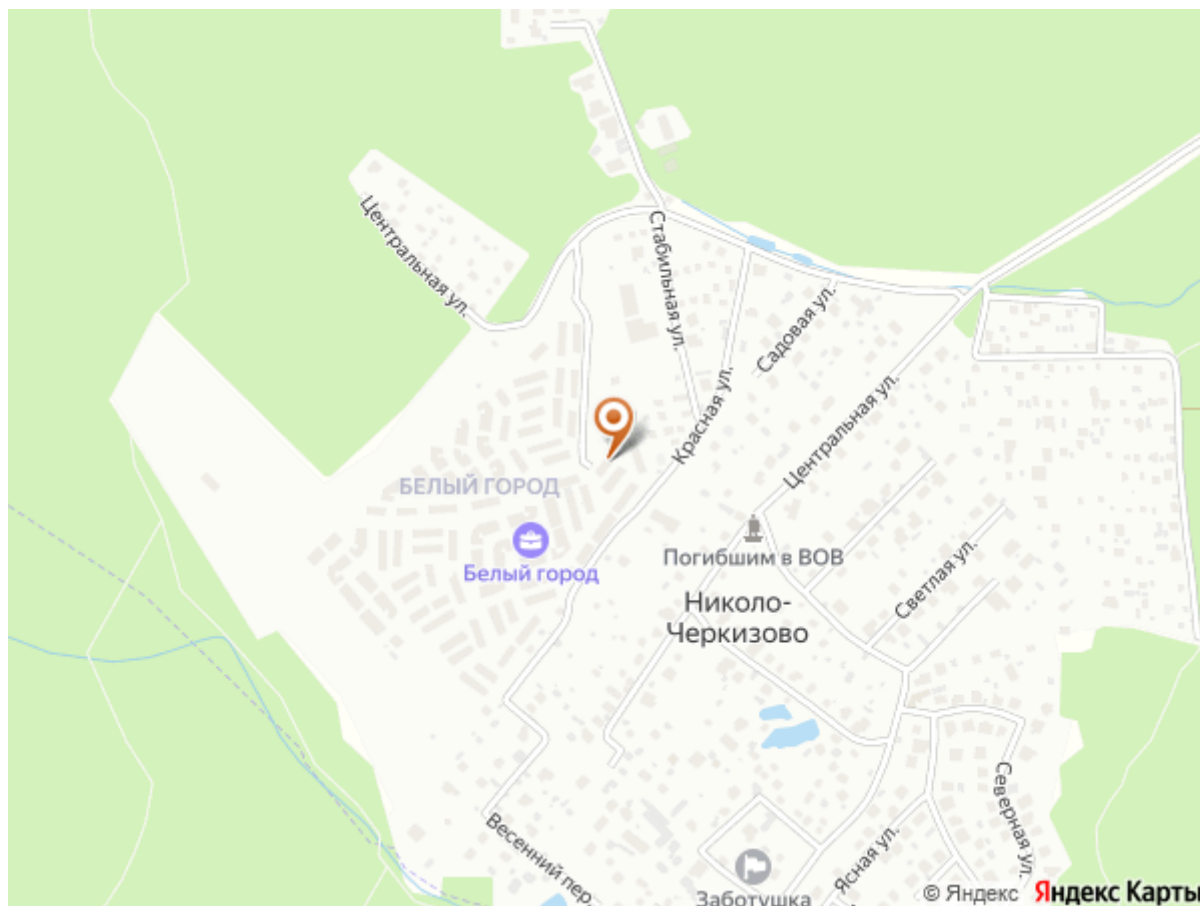 Центральная ул.
Стабильная ул.
Садовая ул.
Красная ул.
Центральная ул.
БЕЛЫЙ ГОРОД
Белый город
Погибшим в ВОВ
Николо-
Черкизово
Светлая ул.
Северная ул.
Весенний пер.
Ясная ул.
Заботушка
© Яндекс Яндекс Карты